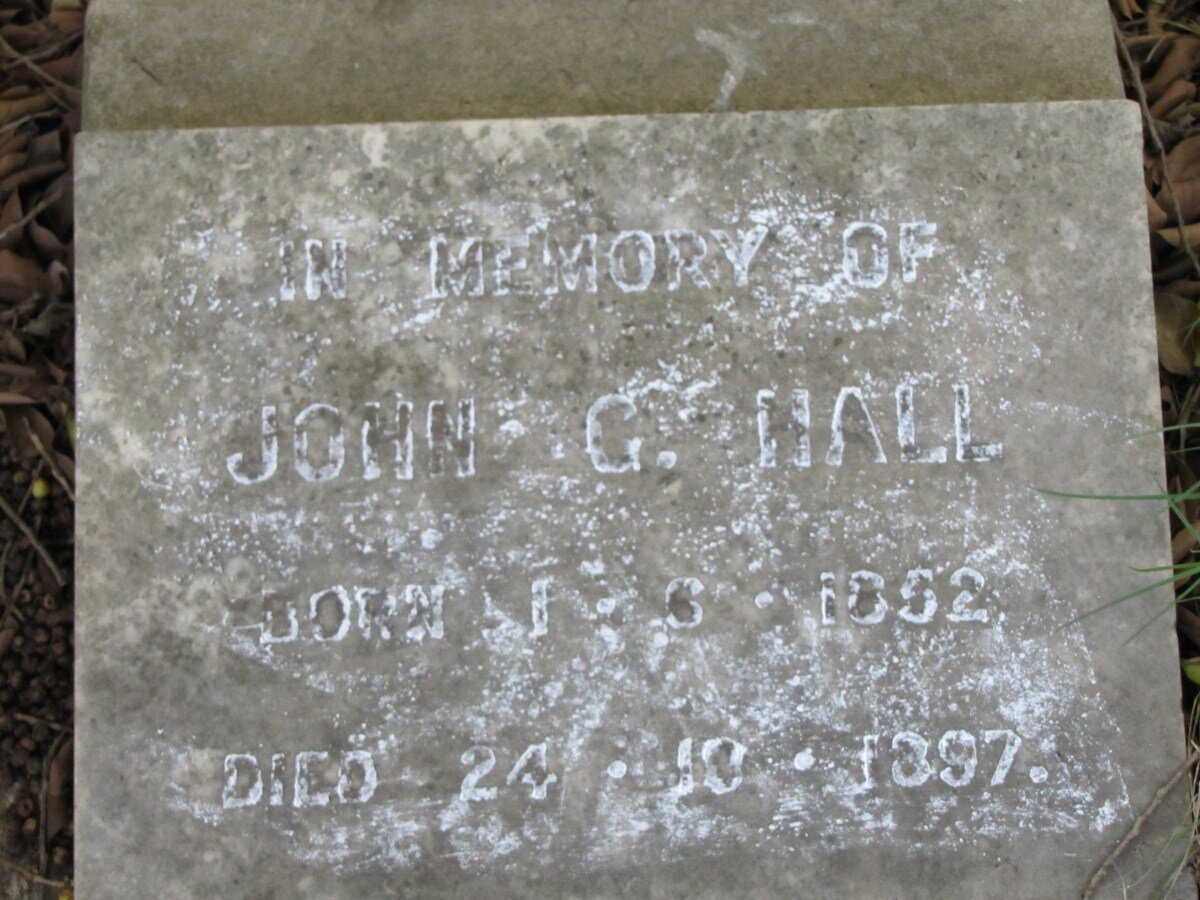 IN MEMORY OF
JOHN G. HALL
BORN 1 · 6 · 1852
DIED 24 · 10 · 1897.